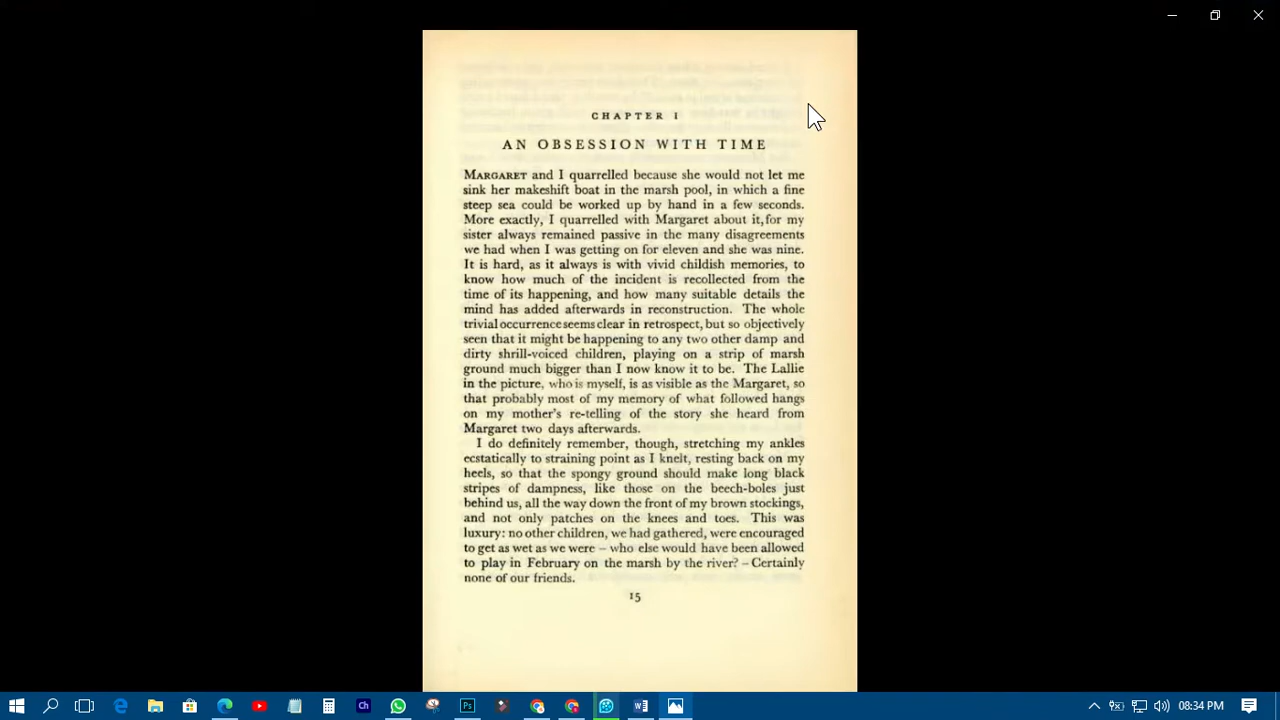 CHAPTER I
AN OBSESSION WITH TIME
MARGARET and I quarrelled because she would not let me
sink her makeshift boat in the marsh pool, in which a fine
steep sea could be worked up by hand in a few seconds.
More exactly, I quarrelled with Margaret about it, for my
sister always remained passive in the many disagreements
we had when I was getting on for eleven and she was nine.
It is hard, as it always is with vivid childish memories, to
know how much of the incident is recollected from the
time of its happening, and how many suitable details the
mind has added afterwards in reconstruction. The whole
trivial occurrence seems clear in retrospect, but so objectively
seen that it might be happening to any two other damp and
dirty shrill-voiced children, playing on a strip of marsh
ground much bigger than I now know it to be. The Lallie
in the picture, who is myself, is as visible as the Margaret, so
that probably most of my memory of what followed hangs
on my mother's re-telling of the story she heard from
Margaret two days afterwards.
I do definitely remember, though, stretching my ankles
ecstatically to straining point as I knelt, resting back on my
heels, so that the spongy ground should make long black
stripes of dampness, like those on the beech-boles just
behind us, all the way down the front of my brown stockings,
and not only patches on the knees and toes. This was
luxury: no other children, we had gathered, were encouraged
to get as wet as we were – who else would have been allowed
to play in February on the marsh by the river? – Certainly
none of our friends.
15
Ch
Ps
08:34 PM